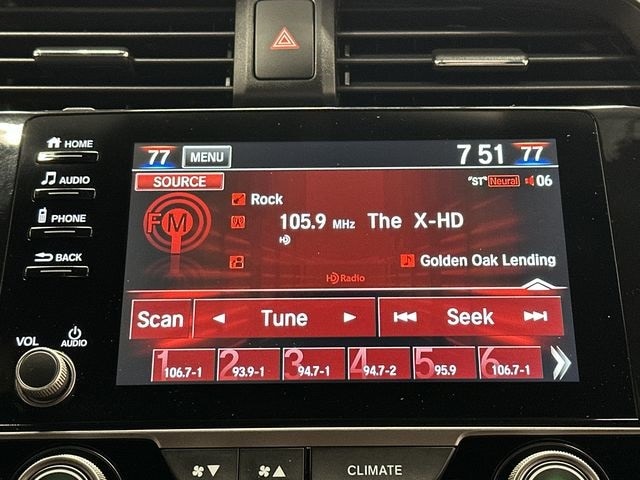 HOME
AUDIO
PHONE
BACK
VOL
AUDIO
77 MENU 7 51 77
SOURCE "ST" Neural 06
FM
Rock
105.9 MHz The X-HD
HD
Golden Oak Lending
HD Radio
Scan Tune Seek
1 106.7-1 2 93.9-1 3 94.7-1 4 94.7-2 5 95.9 6 106.7-1
CLIMATE